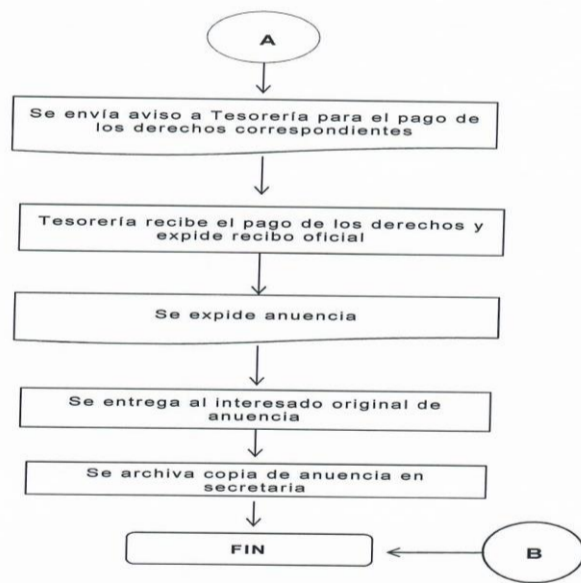 A
Se envía aviso a Tesorería para el pago de
los derechos correspondientes
Tesorería recibe el pago de los derechos y
expide recibo oficial
Se expide anuencia
Se entrega al interesado original de
anuencia
Se archiva copia de anuencia en
secretaria
FIN
B